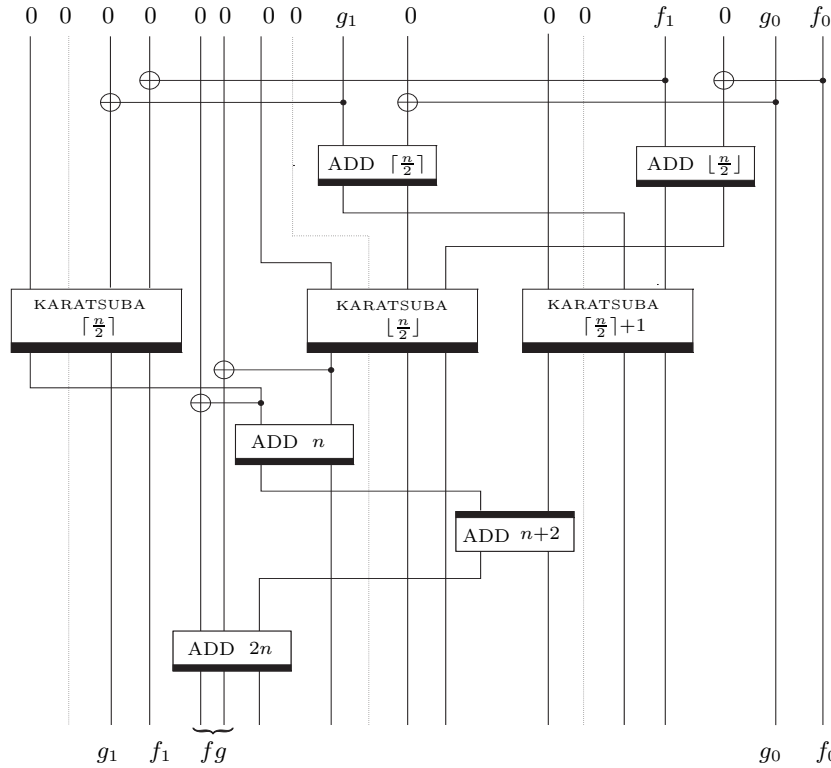 0 0 0 0 0 0 0 0 g₁ 0 0 0 f₁ 0 g₀ f₀
ADD ⌈n/2⌉ ADD ⌊n/2⌋
KARATSUBA KARATSUBA KARATSUBA
⌈n/2⌉ ⌊n/2⌋ ⌈n/2⌉+1
ADD n
ADD n+2
ADD 2n
g₁ f₁ fg g₀ f₀